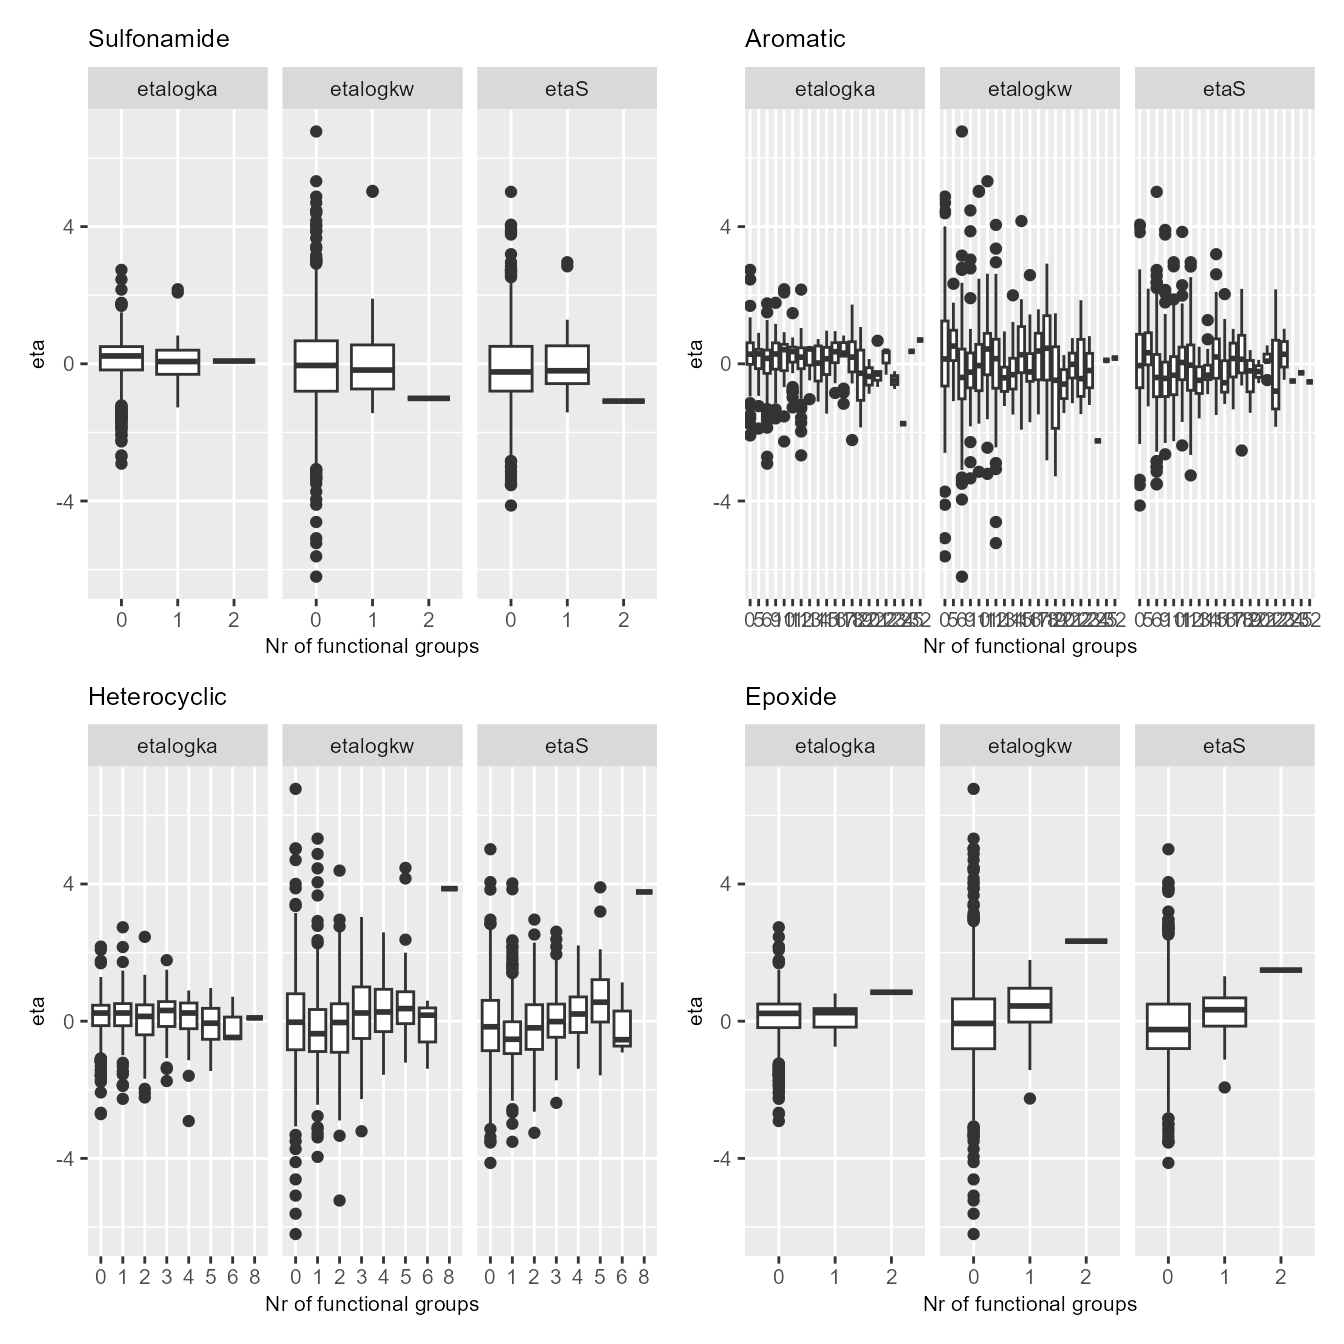 Sulfonamide
etalogka etalogkw etaS
eta
4
0
-4
0 1 2 0 1 2 0 1 2
Nr of functional groups
Aromatic
etalogka etalogkw etaS
eta
4
0
-4
Nr of functional groups
Heterocyclic
etalogka etalogkw etaS
eta
4
0
-4
0 1 2 3 4 5 6 8 0 1 2 3 4 5 6 8 0 1 2 3 4 5 6 8
Nr of functional groups
Epoxide
etalogka etalogkw etaS
eta
4
0
-4
0 1 2 0 1 2 0 1 2
Nr of functional groups